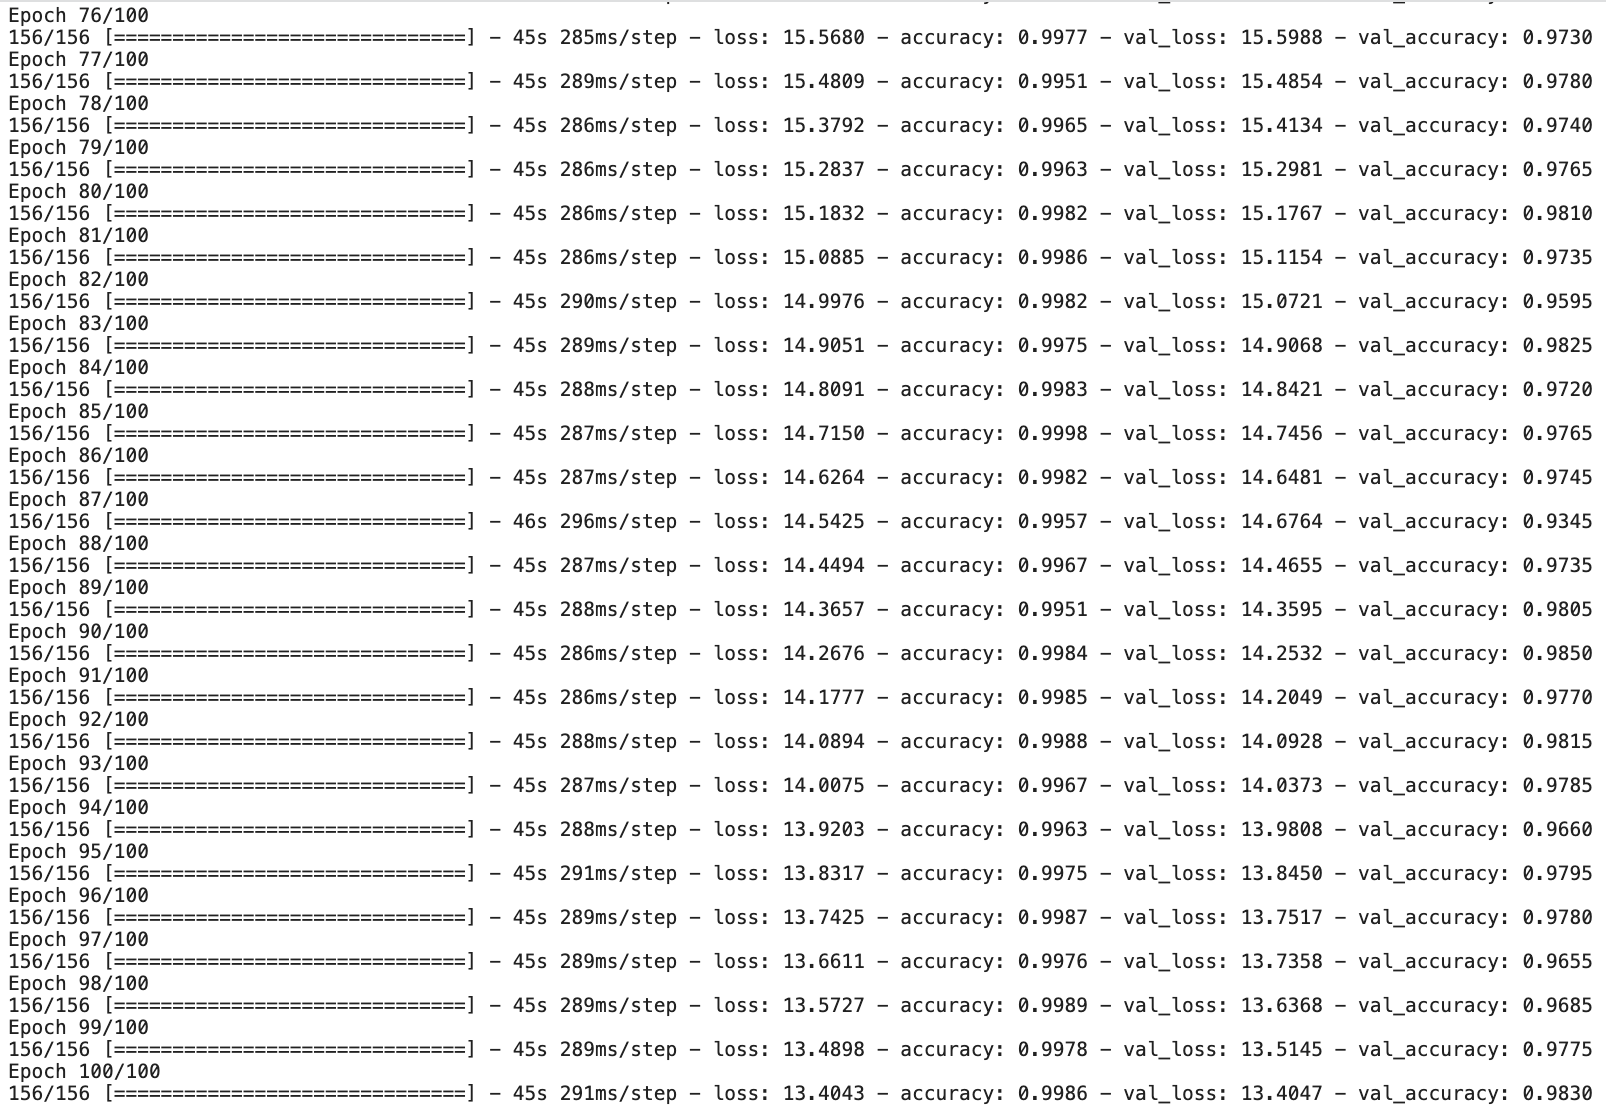 Epoch 76/100
156/156 [==============================] - 45s 285ms/step - loss: 15.5680 - accuracy: 0.9977 - val_loss: 15.5988 - val_accuracy: 0.9730
Epoch 77/100
156/156 [==============================] - 45s 289ms/step - loss: 15.4809 - accuracy: 0.9951 - val_loss: 15.4854 - val_accuracy: 0.9780
Epoch 78/100
156/156 [==============================] - 45s 286ms/step - loss: 15.3792 - accuracy: 0.9965 - val_loss: 15.4134 - val_accuracy: 0.9740
Epoch 79/100
156/156 [==============================] - 45s 286ms/step - loss: 15.2837 - accuracy: 0.9963 - val_loss: 15.2981 - val_accuracy: 0.9765
Epoch 80/100
156/156 [==============================] - 45s 286ms/step - loss: 15.1832 - accuracy: 0.9982 - val_loss: 15.1767 - val_accuracy: 0.9810
Epoch 81/100
156/156 [==============================] - 45s 286ms/step - loss: 15.0885 - accuracy: 0.9986 - val_loss: 15.1154 - val_accuracy: 0.9735
Epoch 82/100
156/156 [==============================] - 45s 290ms/step - loss: 14.9976 - accuracy: 0.9982 - val_loss: 15.0721 - val_accuracy: 0.9595
Epoch 83/100
156/156 [==============================] - 45s 289ms/step - loss: 14.9051 - accuracy: 0.9975 - val_loss: 14.9068 - val_accuracy: 0.9825
Epoch 84/100
156/156 [==============================] - 45s 288ms/step - loss: 14.8091 - accuracy: 0.9983 - val_loss: 14.8421 - val_accuracy: 0.9720
Epoch 85/100
156/156 [==============================] - 45s 287ms/step - loss: 14.7150 - accuracy: 0.9998 - val_loss: 14.7456 - val_accuracy: 0.9765
Epoch 86/100
156/156 [==============================] - 45s 287ms/step - loss: 14.6264 - accuracy: 0.9982 - val_loss: 14.6481 - val_accuracy: 0.9745
Epoch 87/100
156/156 [==============================] - 46s 296ms/step - loss: 14.5425 - accuracy: 0.9957 - val_loss: 14.6764 - val_accuracy: 0.9345
Epoch 88/100
156/156 [==============================] - 45s 287ms/step - loss: 14.4494 - accuracy: 0.9967 - val_loss: 14.4655 - val_accuracy: 0.9735
Epoch 89/100
156/156 [==============================] - 45s 288ms/step - loss: 14.3657 - accuracy: 0.9951 - val_loss: 14.3595 - val_accuracy: 0.9805
Epoch 90/100
156/156 [==============================] - 45s 286ms/step - loss: 14.2676 - accuracy: 0.9984 - val_loss: 14.2532 - val_accuracy: 0.9850
Epoch 91/100
156/156 [==============================] - 45s 286ms/step - loss: 14.1777 - accuracy: 0.9985 - val_loss: 14.2049 - val_accuracy: 0.9770
Epoch 92/100
156/156 [==============================] - 45s 288ms/step - loss: 14.0894 - accuracy: 0.9988 - val_loss: 14.0928 - val_accuracy: 0.9815
Epoch 93/100
156/156 [==============================] - 45s 287ms/step - loss: 14.0075 - accuracy: 0.9967 - val_loss: 14.0373 - val_accuracy: 0.9785
Epoch 94/100
156/156 [==============================] - 45s 288ms/step - loss: 13.9203 - accuracy: 0.9963 - val_loss: 13.9808 - val_accuracy: 0.9660
Epoch 95/100
156/156 [==============================] - 45s 291ms/step - loss: 13.8317 - accuracy: 0.9975 - val_loss: 13.8450 - val_accuracy: 0.9795
Epoch 96/100
156/156 [==============================] - 45s 289ms/step - loss: 13.7425 - accuracy: 0.9987 - val_loss: 13.7517 - val_accuracy: 0.9780
Epoch 97/100
156/156 [==============================] - 45s 289ms/step - loss: 13.6611 - accuracy: 0.9976 - val_loss: 13.7358 - val_accuracy: 0.9655
Epoch 98/100
156/156 [==============================] - 45s 289ms/step - loss: 13.5727 - accuracy: 0.9989 - val_loss: 13.6368 - val_accuracy: 0.9685
Epoch 99/100
156/156 [==============================] - 45s 289ms/step - loss: 13.4898 - accuracy: 0.9978 - val_loss: 13.5145 - val_accuracy: 0.9775
Epoch 100/100
156/156 [==============================] - 45s 291ms/step - loss: 13.4043 - accuracy: 0.9986 - val_loss: 13.4047 - val_accuracy: 0.9830